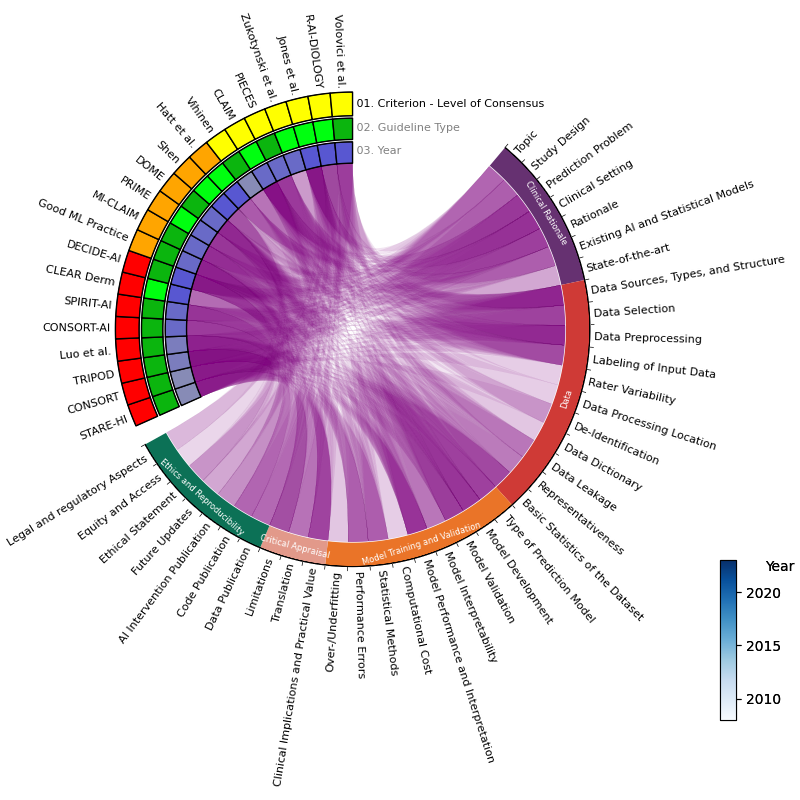 Volovici et al.
R-AI-DIOLOGY
Jones et al.
Zukotynski et al.
PIECES
CLAIM
Vihinen
Hatt et al.
Shen
DOME
PRIME
MI-CLAIM
Good ML Practice
DECIDE-AI
CLEAR Derm
SPIRIT-AI
CONSORT-AI
Luo et al.
TRIPOD
CONSORT
STARE-HI
01. Criterion - Level of Consensus
02. Guideline Type
03. Year
Topic
Study Design
Prediction Problem
Clinical Setting
Rationale
Existing AI and Statistical Models
State-of-the-art
Data Sources, Types, and Structure
Data Selection
Data Preprocessing
Labeling of Input Data
Rater Variability
Data Processing Location
De-Identification
Data Dictionary
Data Leakage
Representativeness
Basic Statistics of the Dataset
Type of Prediction Model
Model Development
Model Validation
Model Interpretability
Model Performance and Interpretation
Computational Cost
Statistical Methods
Performance Errors
Over-/Underfitting
Clinical Implications and Practical Value
Translation
Limitations
Data Publication
Code Publication
AI Intervention Publication
Future Updates
Ethical Statement
Equity and Access
Legal and regulatory Aspects
Clinical Rationale
Data
Model Training and Validation
Critical Appraisal
Ethics and Reproducibility
Year
2020
2015
2010